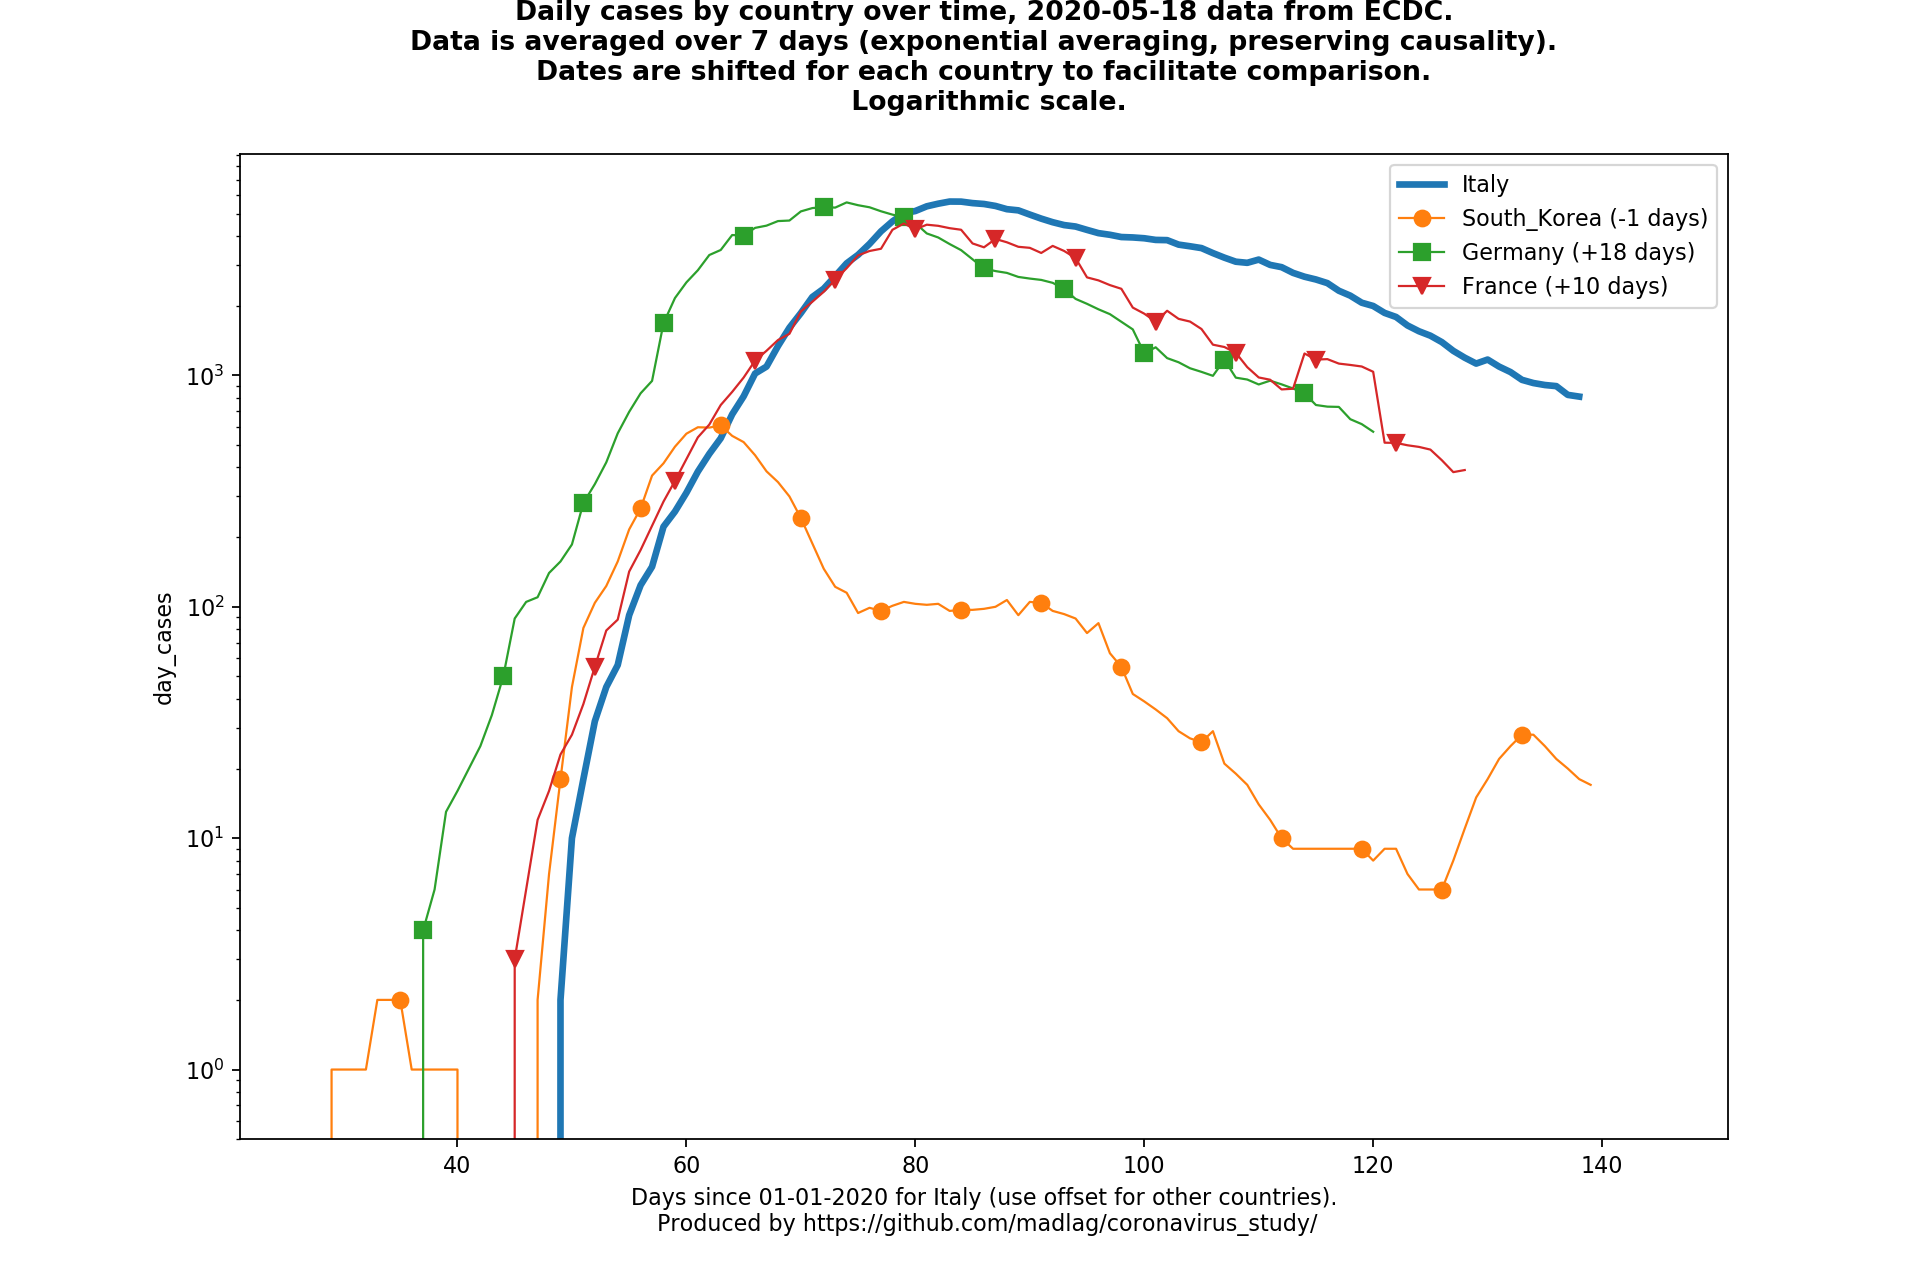 Daily cases by country over time, 2020-05-18 data from ECDC.
Data is averaged over 7 days (exponential averaging, preserving causality).
Dates are shifted for each country to facilitate comparison.
Logarithmic scale.
Italy
South_Korea (-1 days)
Germany (+18 days)
France (+10 days)
day_cases
10³
10²
10¹
10⁰
40 60 80 100 120 140
Days since 01-01-2020 for Italy (use offset for other countries).
Produced by https://github.com/madlag/coronavirus_study/